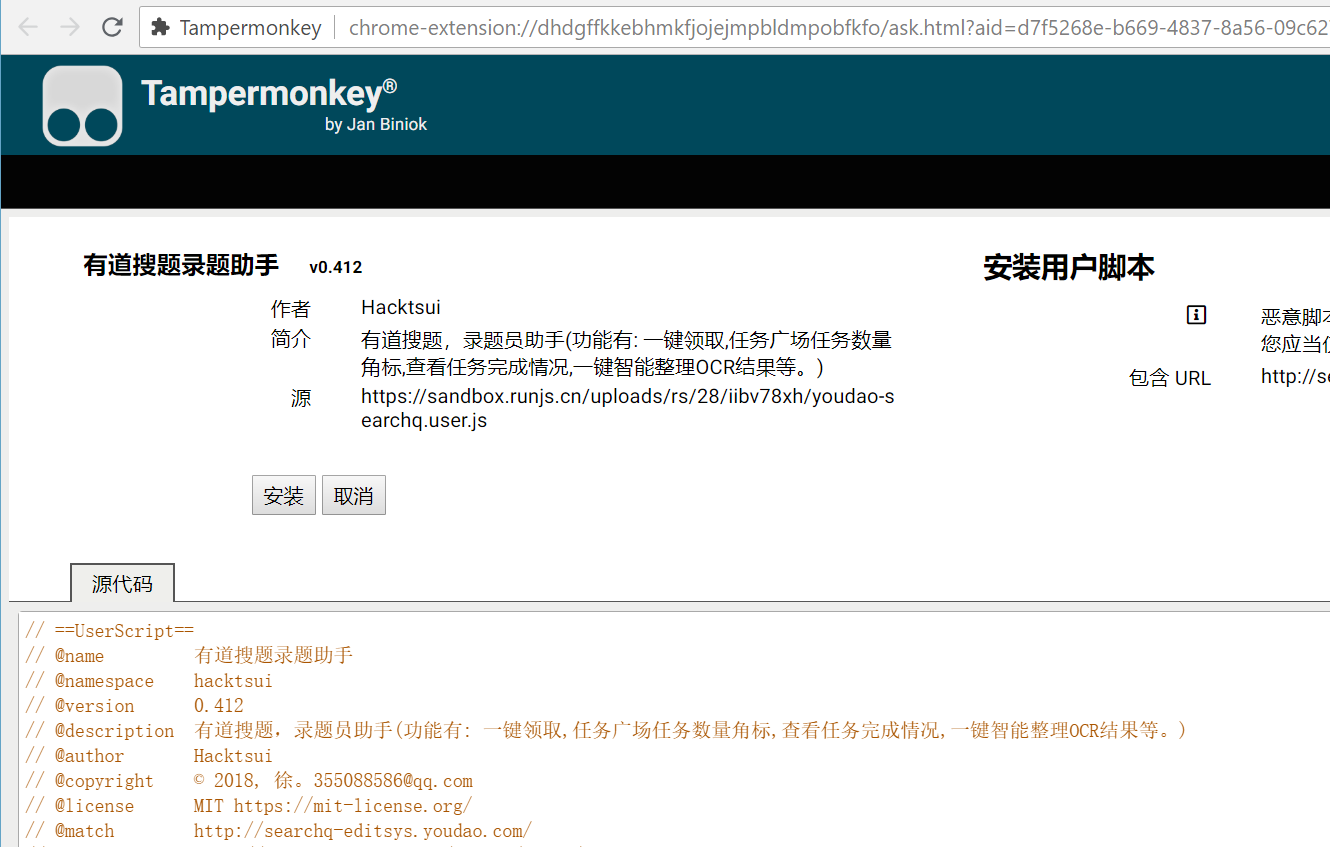 Tampermonkey chrome-extension://dhdgffkkebhmkfjojejmpbldmpobfkfo/ask.html?aid=d7f5268e-b669-4837-8a56-09c62
Tampermonkey®
by Jan Biniok
有道搜题录题助手 v0.412
作者 Hacktsui
简介 有道搜题，录题员助手(功能有: 一键领取,任务广场任务数量
角标,查看任务完成情况,一键智能整理OCR结果等。)
源 https://sandbox.runjs.cn/uploads/rs/28/iibv78xh/youdao-s
earchq.user.js
安装 取消
安装用户脚本
恶意脚
您应当
包含 URL http://s
源代码
// ==UserScript==
// @name 有道搜题录题助手
// @namespace hacktsui
// @version 0.412
// @description 有道搜题，录题员助手(功能有: 一键领取,任务广场任务数量角标,查看任务完成情况,一键智能整理OCR结果等。)
// @author Hacktsui
// @copyright © 2018, 徐。355088586@qq.com
// @license MIT https://mit-license.org/
// @match http://searchq-editsys.youdao.com/